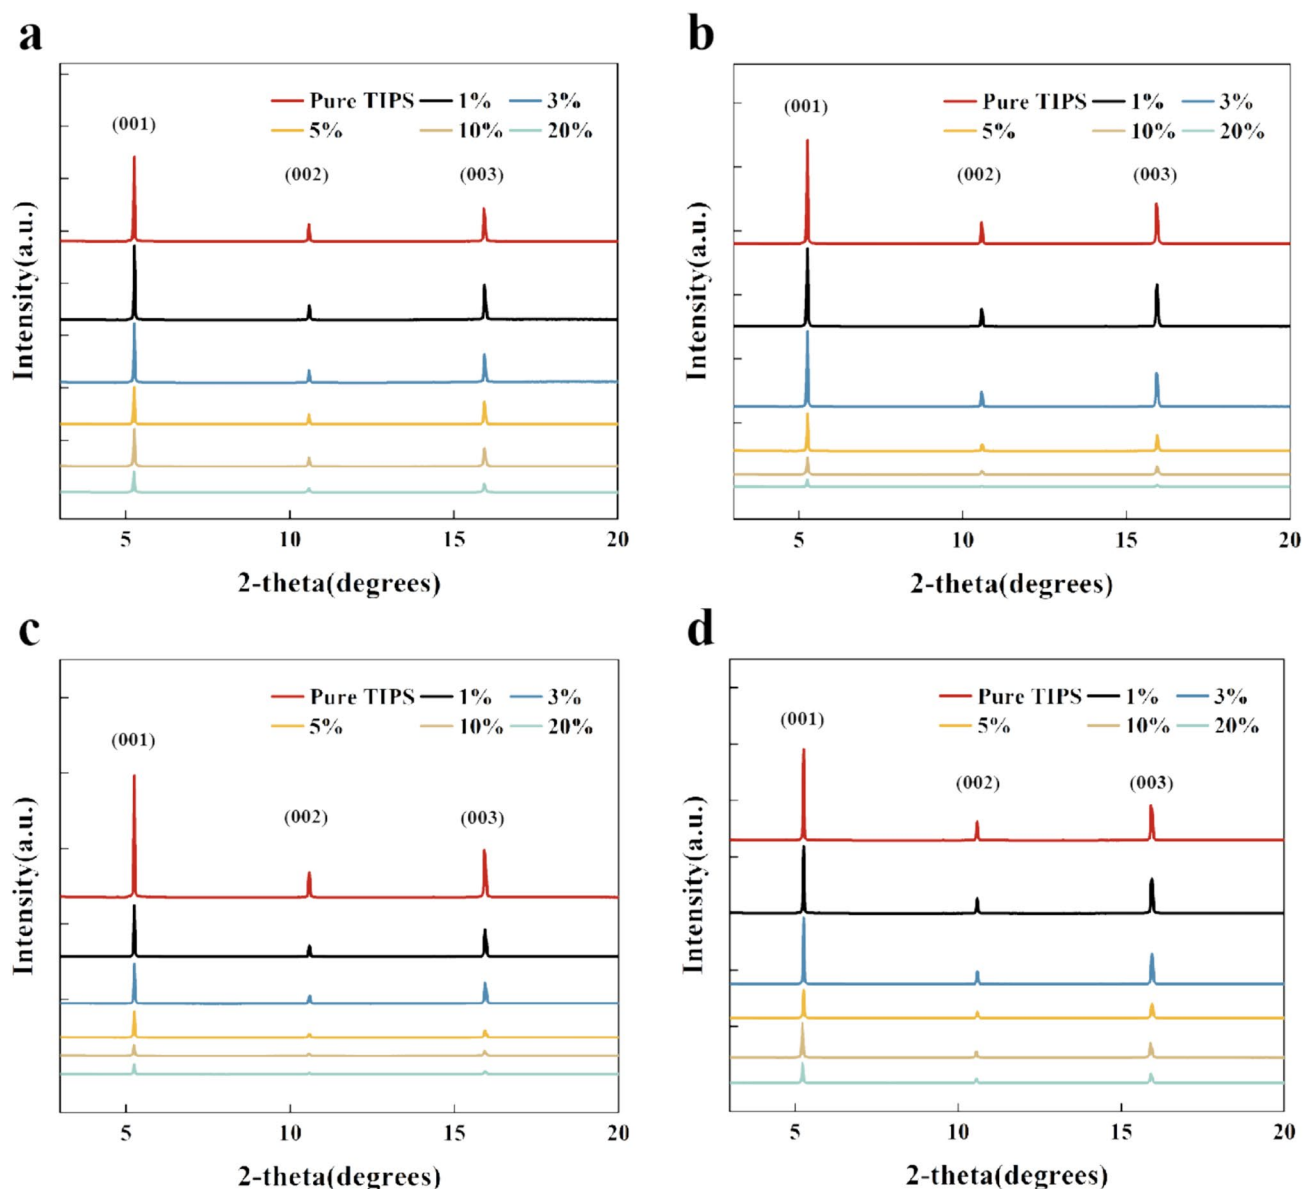 a
(001)
Pure TIPS 1% 3%
5% 10% 20%
(002)
(003)
Intensity(a.u.)
5 10 15 20
2-theta(degrees)
b
(001)
Pure TIPS 1% 3%
5% 10% 20%
(002)
(003)
Intensity(a.u.)
5 10 15 20
2-theta(degrees)
c
(001)
Pure TIPS 1% 3%
5% 10% 20%
(002)
(003)
Intensity(a.u.)
5 10 15 20
2-theta(degrees)
d
(001)
Pure TIPS 1% 3%
5% 10% 20%
(002)
(003)
Intensity(a.u.)
5 10 15 20
2-theta(degrees)